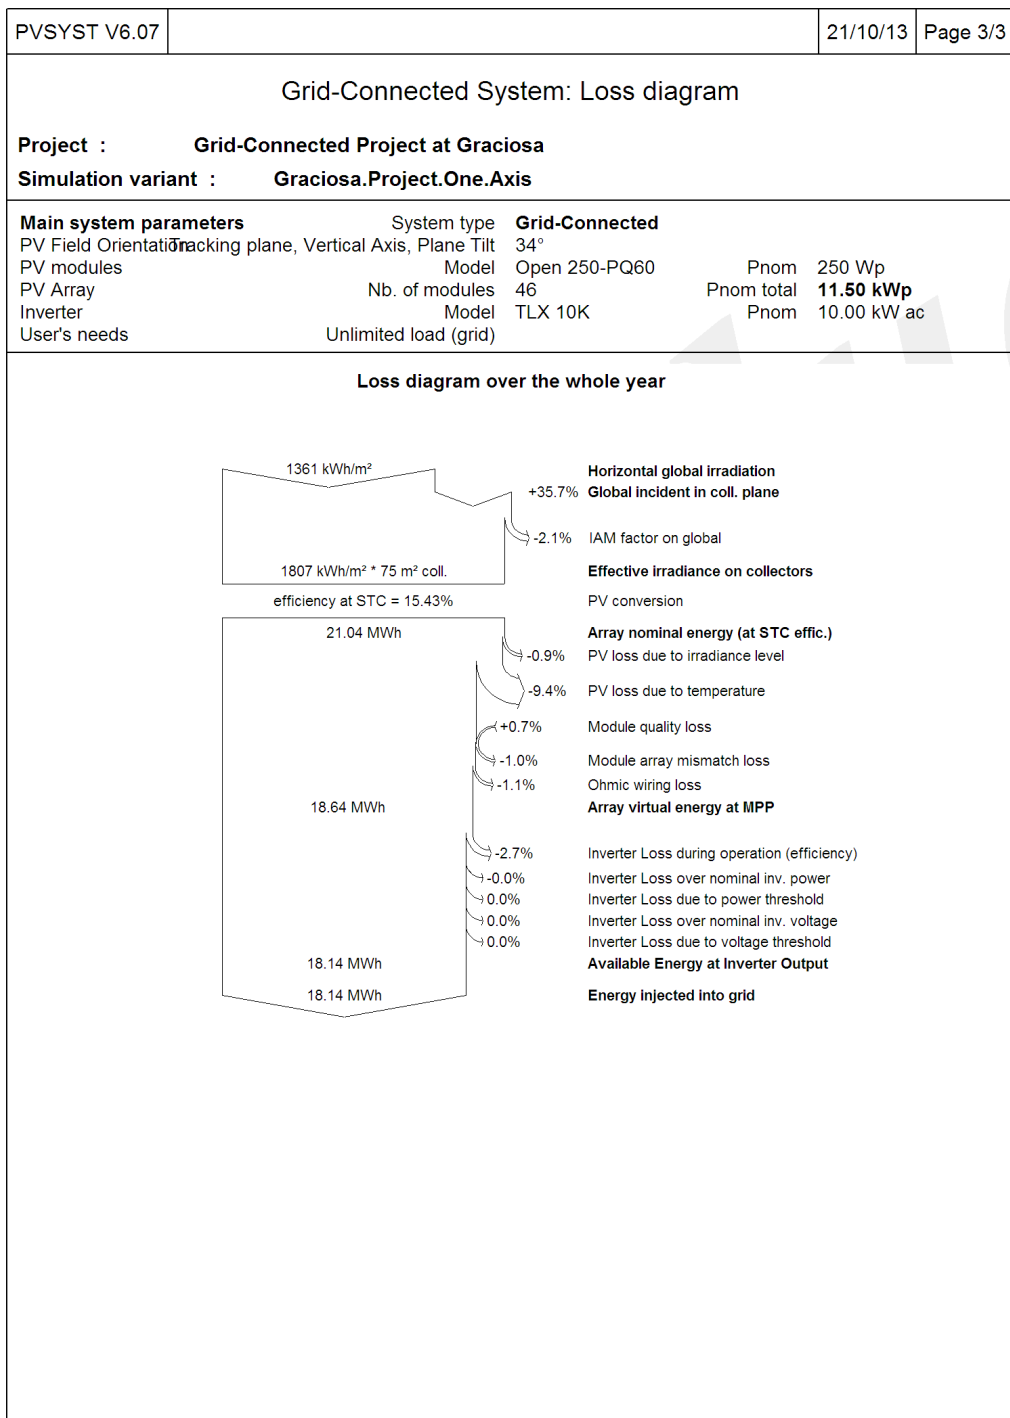 PVSYST V6.07 21/10/13 Page 3/3
Grid-Connected System: Loss diagram
Project : Grid-Connected Project at Graciosa
Simulation variant : Graciosa.Project.One.Axis
Main system parameters System type Grid-Connected
PV Field Orientation Tracking plane, Vertical Axis, Plane Tilt 34°
PV modules Model Open 250-PQ60 Pnom 250 Wp
PV Array Nb. of modules 46 Pnom total 11.50 kWp
Inverter Model TLX 10K Pnom 10.00 kW ac
User's needs Unlimited load (grid)
Loss diagram over the whole year
1361 kWh/m² Horizontal global irradiation
+35.7% Global incident in coll. plane
-2.1% IAM factor on global
1807 kWh/m² * 75 m² coll. Effective irradiance on collectors
efficiency at STC = 15.43% PV conversion
21.04 MWh Array nominal energy (at STC effic.)
-0.9% PV loss due to irradiance level
-9.4% PV loss due to temperature
+0.7% Module quality loss
-1.0% Module array mismatch loss
-1.1% Ohmic wiring loss
18.64 MWh Array virtual energy at MPP
-2.7% Inverter Loss during operation (efficiency)
-0.0% Inverter Loss over nominal inv. power
0.0% Inverter Loss due to power threshold
0.0% Inverter Loss over nominal inv. voltage
0.0% Inverter Loss due to voltage threshold
18.14 MWh Available Energy at Inverter Output
18.14 MWh Energy injected into grid